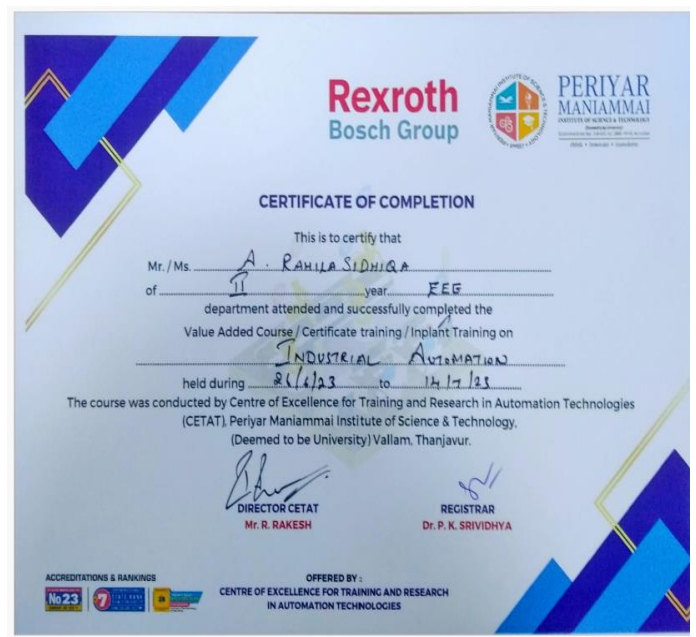 Rexroth
Bosch Group
PERIYAR
MANIAMMAI
INSTITUTE OF SCIENCE & TECHNOLOGY
CERTIFICATE OF COMPLETION
This is to certify that
Mr. / Ms. A. RAHILA SIDHIQA
of II year EEE
department attended and successfully completed the
Value Added Course / Certificate training / Inplant Training on
INDUSTRIAL AUTOMATION
held during 26/6/23 to 14/7/23
The course was conducted by Centre of Excellence for Training and Research in Automation Technologies
(CETAT), Periyar Maniammai Institute of Science & Technology,
(Deemed to be University) Vallam, Thanjavur.
DIRECTOR CETAT
Mr. R. RAKESH
REGISTRAR
Dr. P. K. SRIVIDHYA
ACCREDITATIONS & RANKINGS
No 23
7
OFFERED BY :
CENTRE OF EXCELLENCE FOR TRAINING AND RESEARCH
IN AUTOMATION TECHNOLOGIES